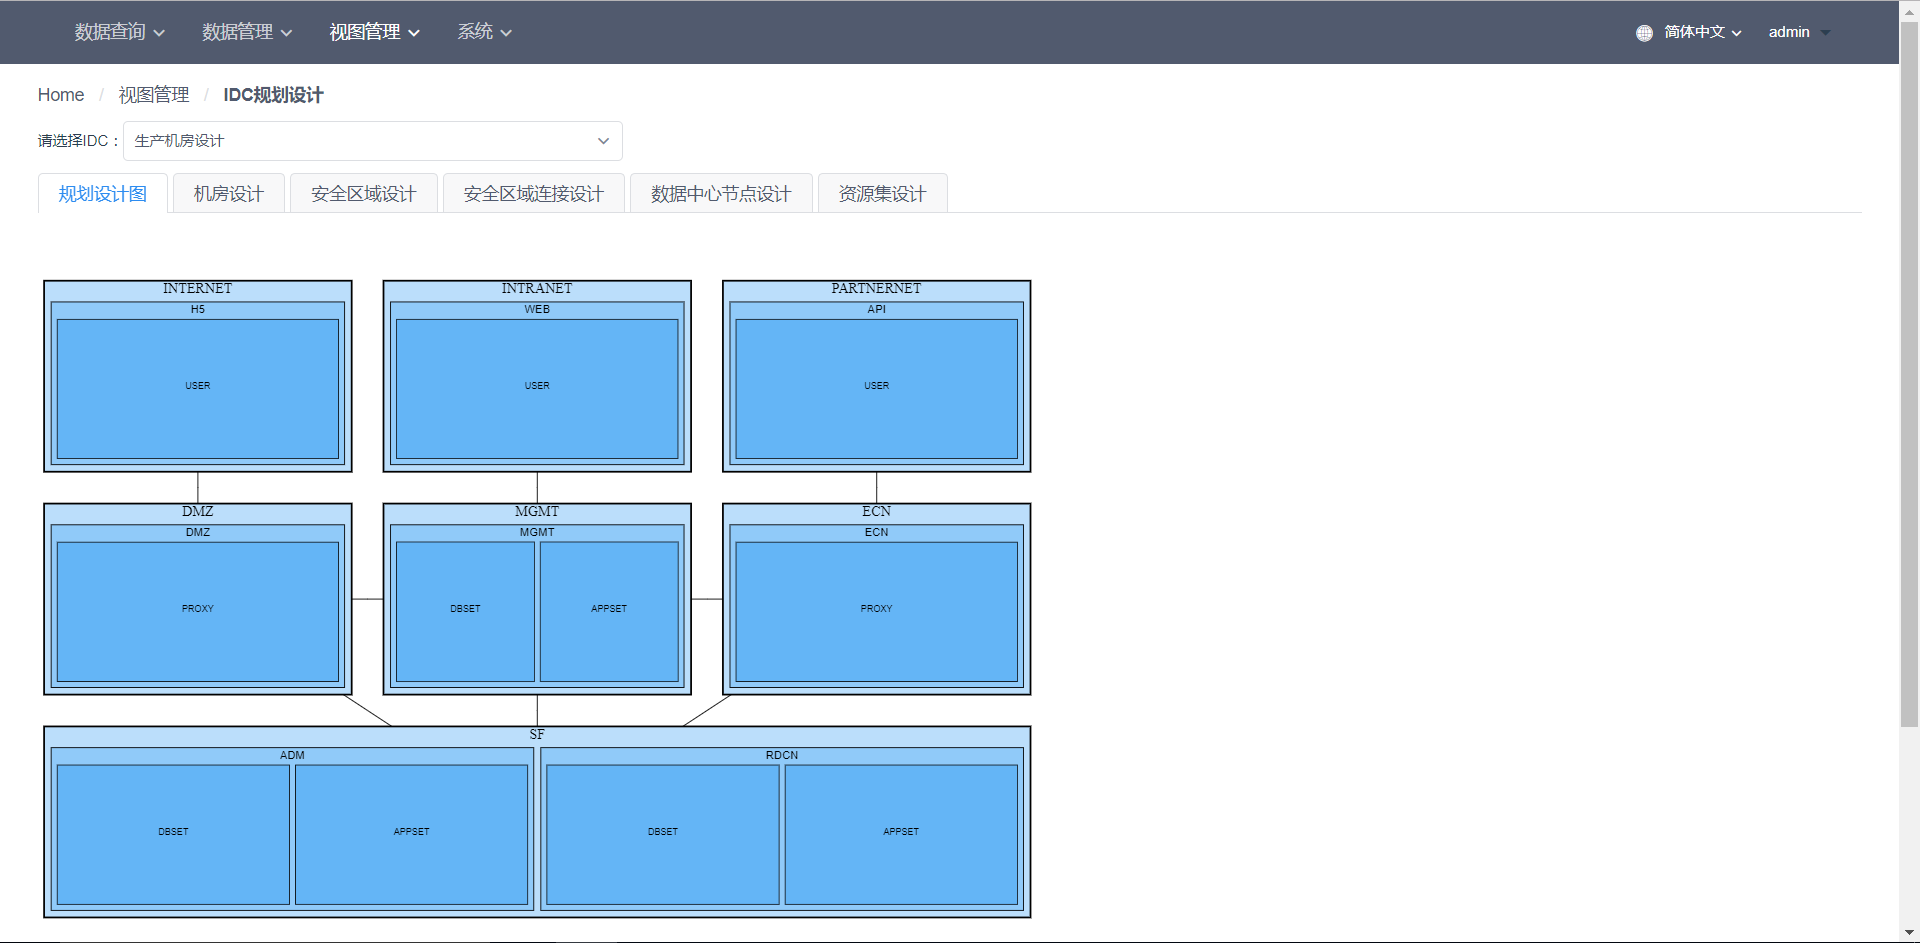 数据查询 数据管理 视图管理 系统 简体中文 admin
Home / 视图管理 / IDC规划设计
请选择IDC： 生产机房设计
规划设计图 机房设计 安全区域设计 安全区域连接设计 数据中心节点设计 资源集设计
INTERNET INTRANET PARTNERNET
H5 WEB API
USER USER USER
DMZ MGMT ECN
DMZ MGMT ECN
PROXY DBSET APPSET PROXY
SF
ADM RDCN
DBSET APPSET DBSET APPSET